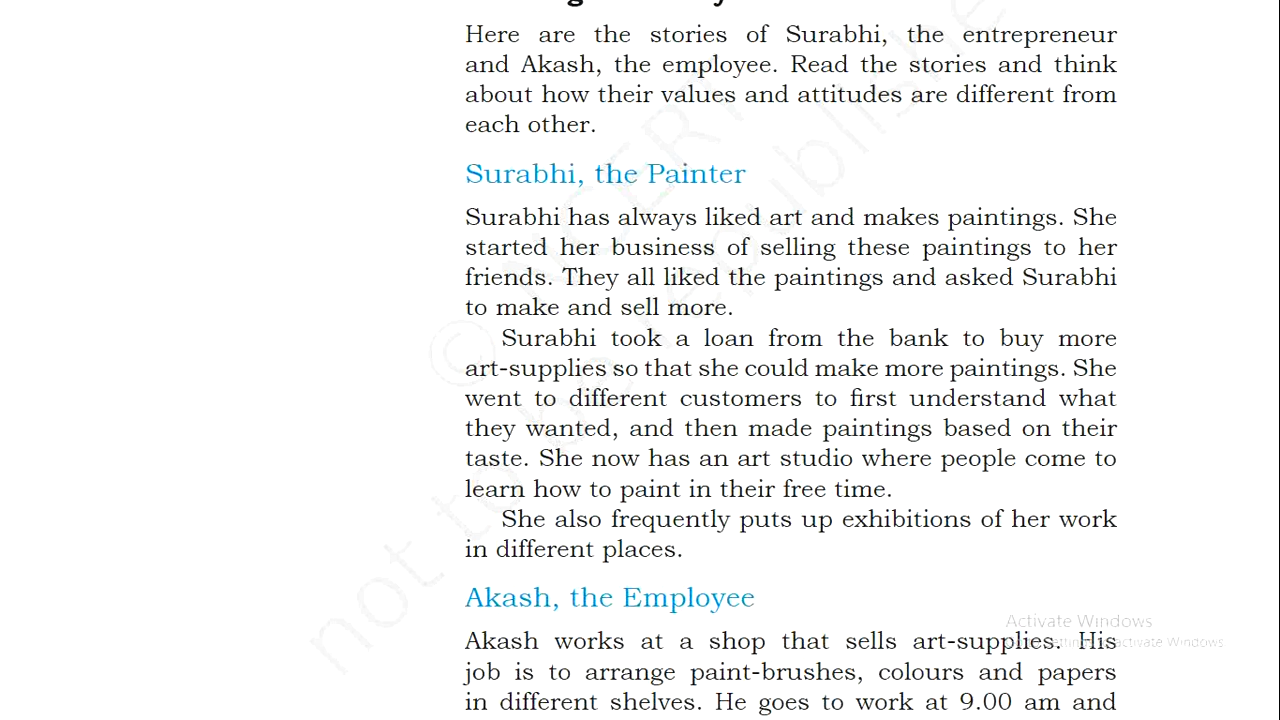 Here are the stories of Surabhi, the entrepreneur
and Akash, the employee. Read the stories and think
about how their values and attitudes are different from
each other.
Surabhi, the Painter
Surabhi has always liked art and makes paintings. She
started her business of selling these paintings to her
friends. They all liked the paintings and asked Surabhi
to make and sell more.
Surabhi took a loan from the bank to buy more
art-supplies so that she could make more paintings. She
went to different customers to first understand what
they wanted, and then made paintings based on their
taste. She now has an art studio where people come to
learn how to paint in their free time.
She also frequently puts up exhibitions of her work
in different places.
Akash, the Employee
Activate Windows
Akash works at a shop that sells art-supplies. His
activate Windows
job is to arrange paint-brushes, colours and papers
in different shelves. He goes to work at 9.00 am and
© NCERT
not to be republished